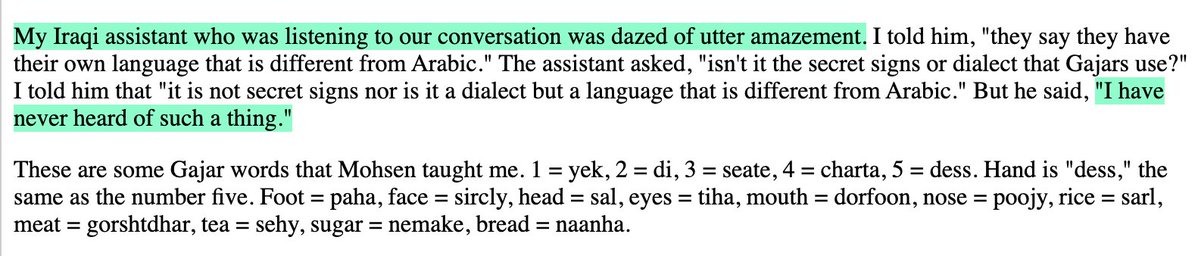 My Iraqi assistant who was listening to our conversation was dazed of utter amazement. I told him, "they say they have
their own language that is different from Arabic." The assistant asked, "isn't it the secret signs or dialect that Gajars use?"
I told him that "it is not secret signs nor is it a dialect but a language that is different from Arabic." But he said, "I have
never heard of such a thing."
These are some Gajar words that Mohsen taught me. 1 = yek, 2 = di, 3 = seate, 4 = charta, 5 = dess. Hand is "dess," the
same as the number five. Foot = paha, face = sircly, head = sal, eyes = tiha, mouth = dorfoon, nose = poojy, rice = sarl,
meat = gorshtdhar, tea = sehy, sugar = nemake, bread = naanha.